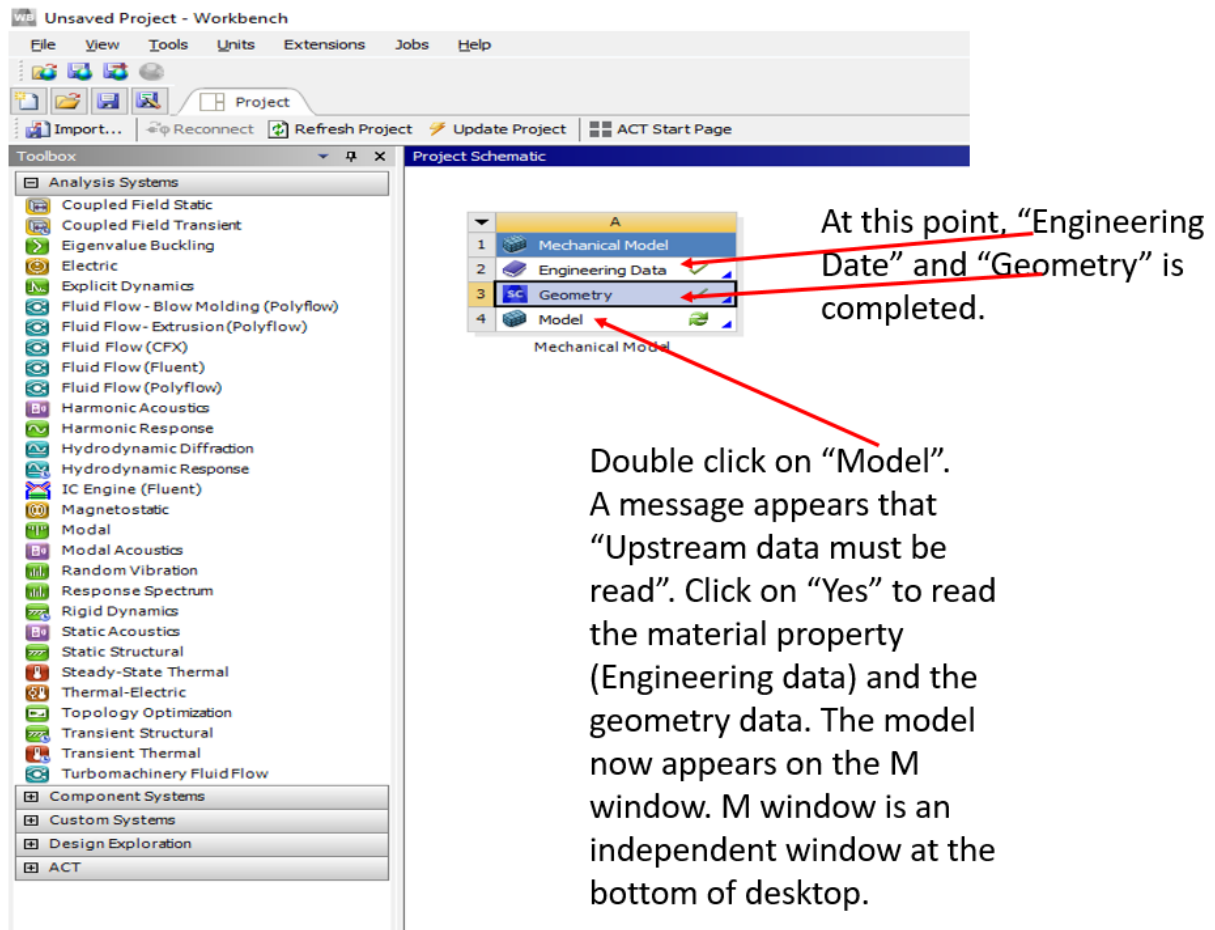 WB Unsaved Project - Workbench
File View Tools Units Extensions Jobs Help
Project
Import... Reconnect Refresh Project Update Project ACT Start Page
Toolbox
Project Schematic
Analysis Systems
Coupled Field Static
Coupled Field Transient
Eigenvalue Buckling
Electric
Explicit Dynamics
Fluid Flow - Blow Molding (Polyflow)
Fluid Flow- Extrusion (Polyflow)
Fluid Flow (CFX)
Fluid Flow (Fluent)
Fluid Flow (Polyflow)
Harmonic Acoustics
Harmonic Response
Hydrodynamic Diffraction
Hydrodynamic Response
IC Engine (Fluent)
Magnetostatic
Modal
Modal Acoustics
Random Vibration
Response Spectrum
Rigid Dynamics
Static Acoustics
Static Structural
Steady-State Thermal
Thermal-Electric
Topology Optimization
Transient Structural
Transient Thermal
Turbomachinery Fluid Flow
Component Systems
Custom Systems
Design Exploration
ACT
A
1 Mechanical Model
2 Engineering Data
3 SC Geometry
4 Model
Mechanical Model
At this point, “Engineering
Date” and “Geometry” is
completed.
Double click on “Model”.
A message appears that
“Upstream data must be
read”. Click on “Yes” to read
the material property
(Engineering data) and the
geometry data. The model
now appears on the M
window. M window is an
independent window at the
bottom of desktop.